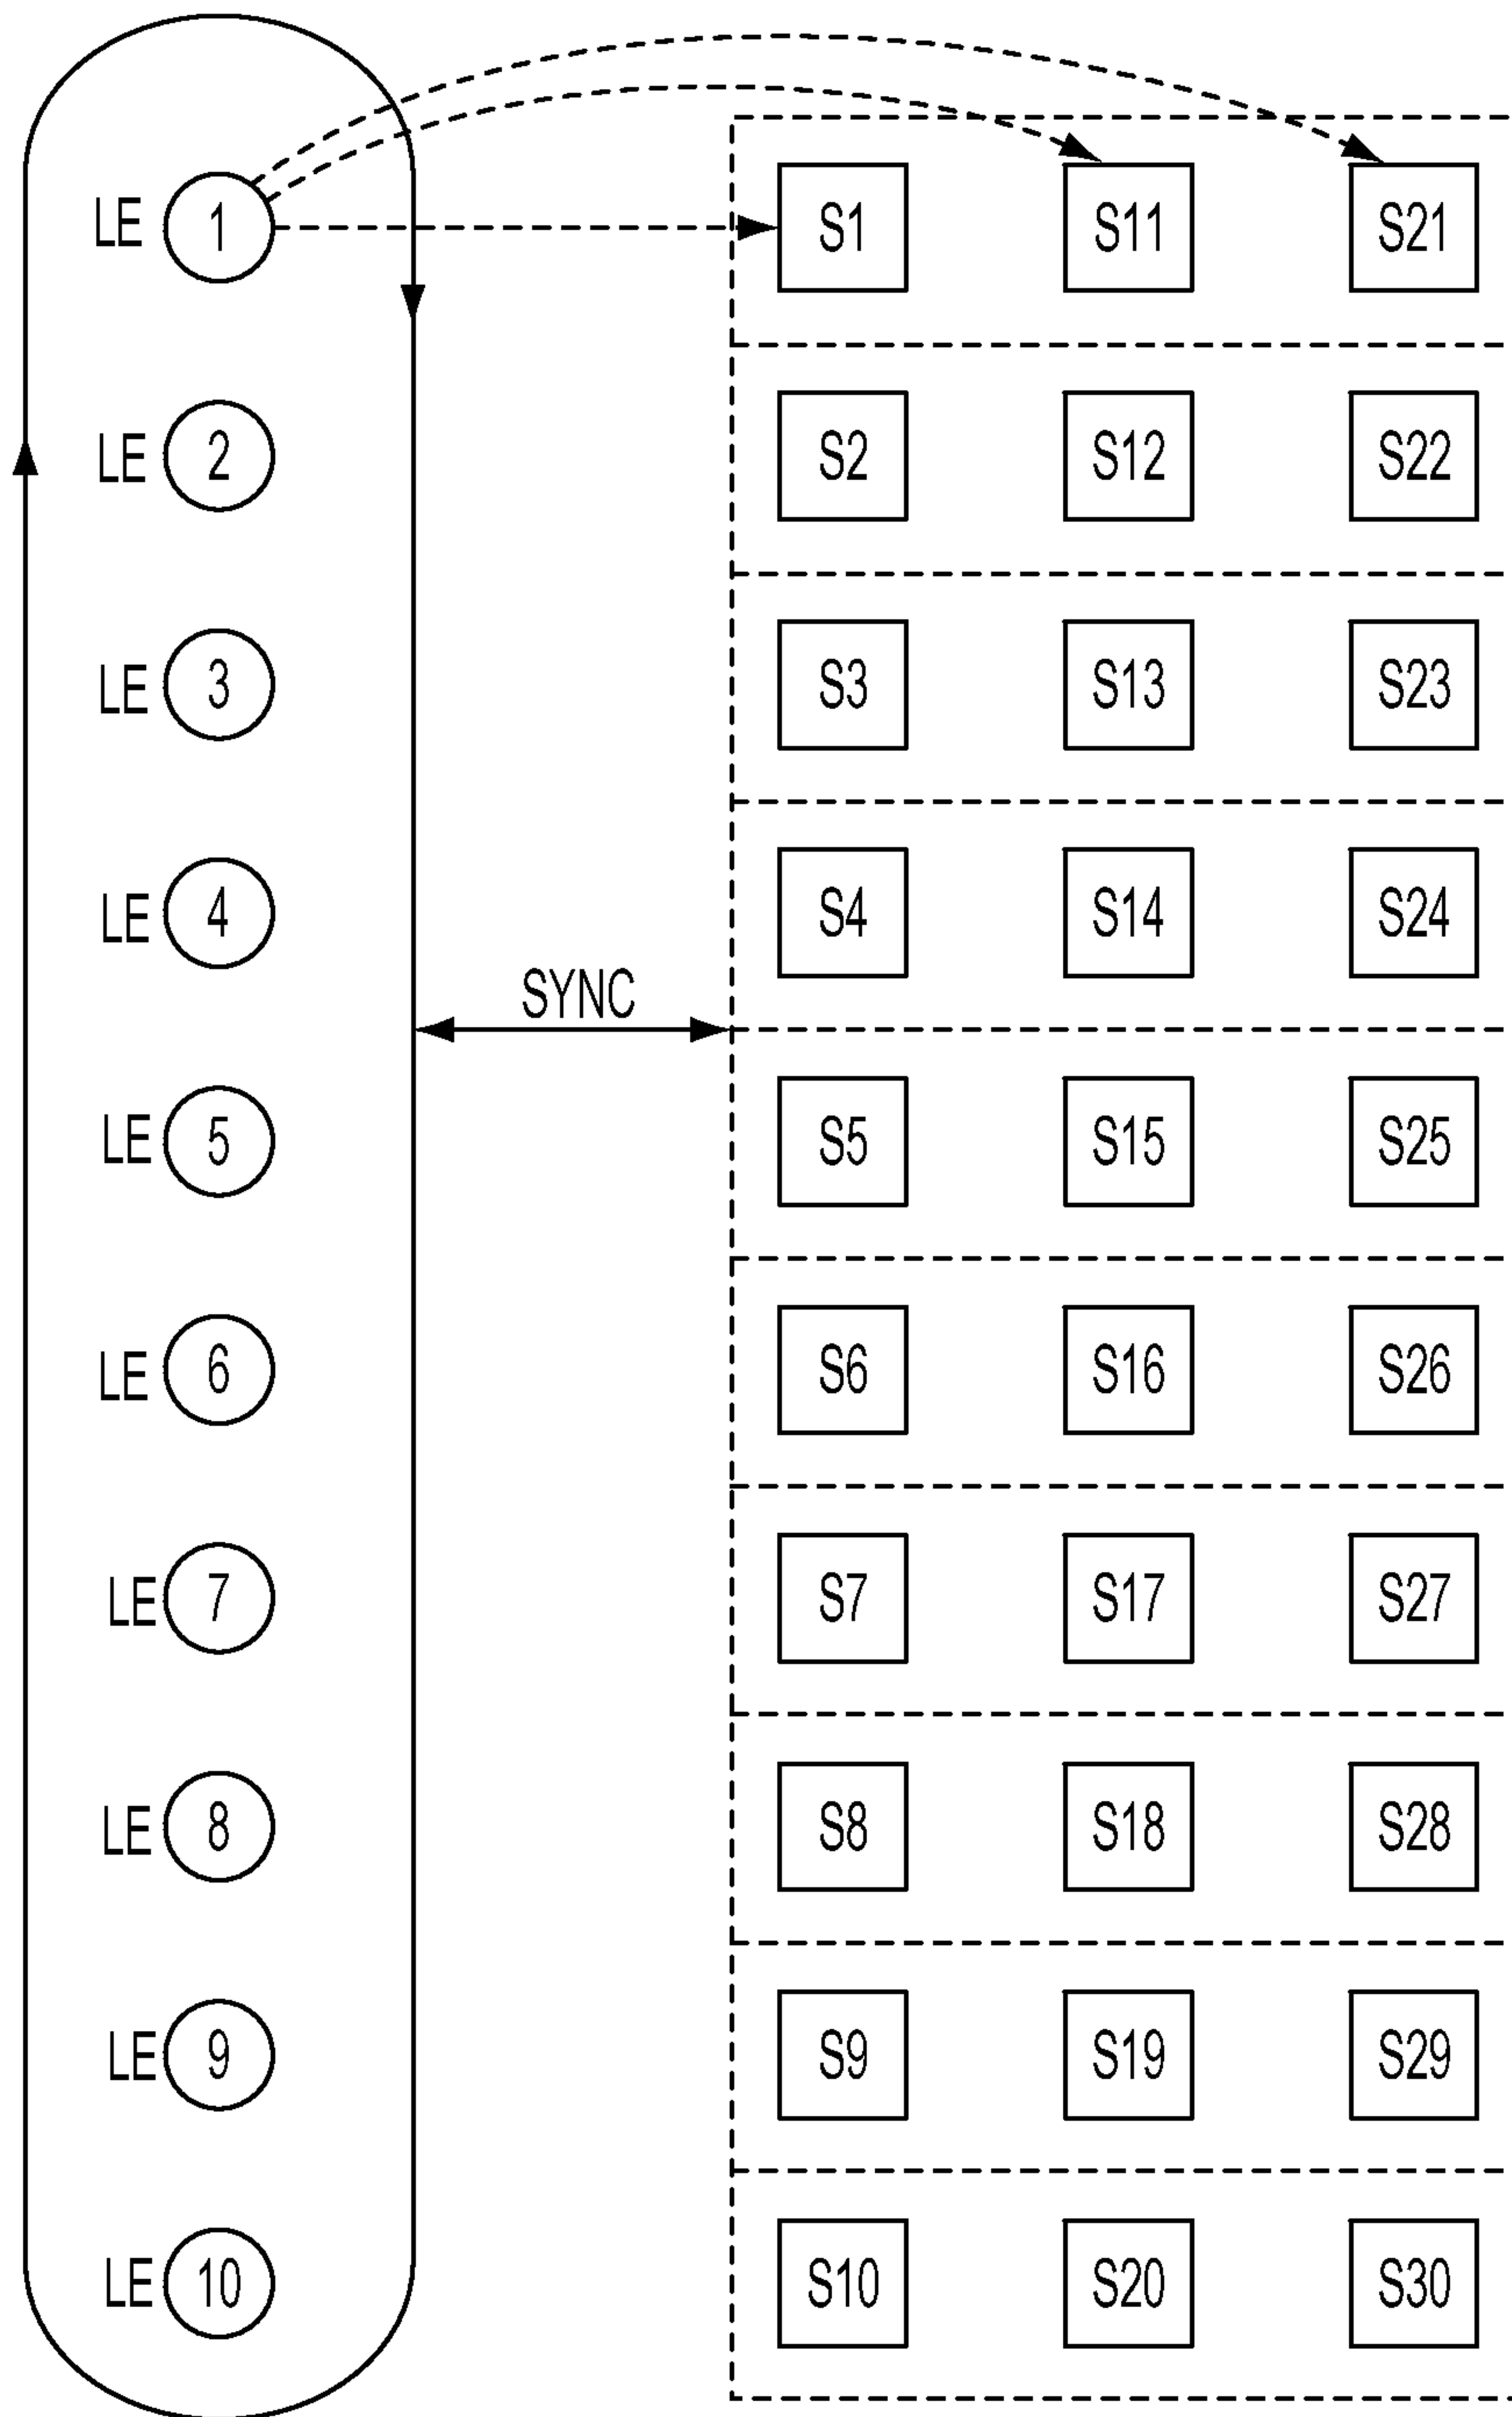 LE 1 S1 S11 S21
LE 2 S2 S12 S22
LE 3 S3 S13 S23
LE 4 S4 S14 S24
SYNC
LE 5 S5 S15 S25
LE 6 S6 S16 S26
LE 7 S7 S17 S27
LE 8 S8 S18 S28
LE 9 S9 S19 S29
LE 10 S10 S20 S30